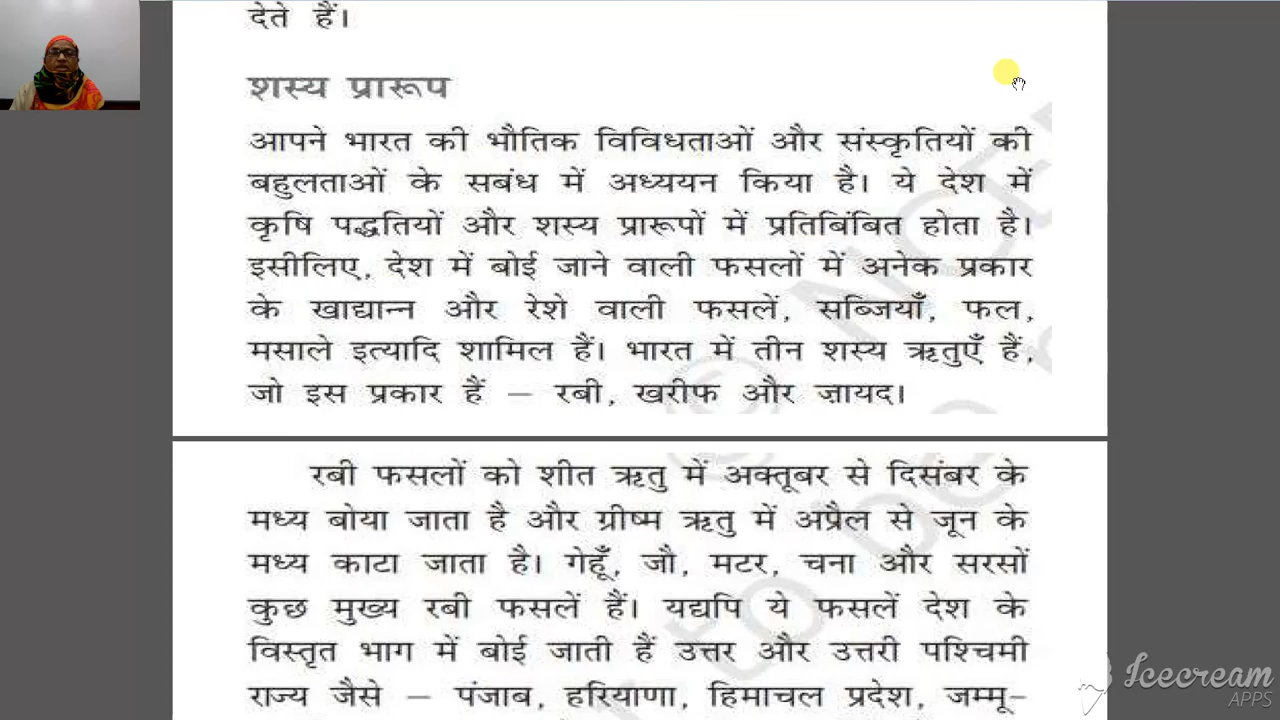 देते हैं।
शस्य प्रारूप
आपने भारत की भौतिक विविधताओं और संस्कृतियों की
बहुलताओं के सबंध में अध्ययन किया है। ये देश में
कृषि पद्धतियों और शस्य प्रारूपों में प्रतिबिंबित होता है।
इसीलिए, देश में बोई जाने वाली फसलों में अनेक प्रकार
के खाद्यान्न और रेशे वाली फसलें, सब्जियाँ, फल,
मसाले इत्यादि शामिल हैं। भारत में तीन शस्य ऋतुएँ हैं,
जो इस प्रकार हैं — रबी, खरीफ और ज़ायद।
रबी फसलों को शीत ऋतु में अक्तूबर से दिसंबर के
मध्य बोया जाता है और ग्रीष्म ऋतु में अप्रैल से जून के
मध्य काटा जाता है। गेहूँ, जौ, मटर, चना और सरसों
कुछ मुख्य रबी फसलें हैं। यद्यपि ये फसलें देश के
विस्तृत भाग में बोई जाती हैं उत्तर और उत्तरी पश्चिमी
राज्य जैसे — पंजाब, हरियाणा, हिमाचल प्रदेश, जम्मू-
Icecream
APPS